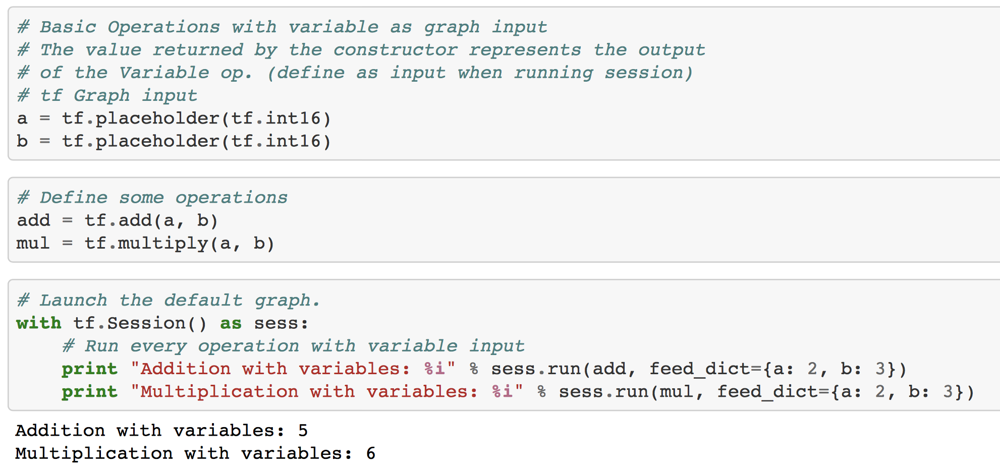 # Basic Operations with variable as graph input
# The value returned by the constructor represents the output
# of the Variable op. (define as input when running session)
# tf Graph input
a = tf.placeholder(tf.int16)
b = tf.placeholder(tf.int16)
# Define some operations
add = tf.add(a, b)
mul = tf.multiply(a, b)
# Launch the default graph.
with tf.Session() as sess:
    # Run every operation with variable input
    print "Addition with variables: %i" % sess.run(add, feed_dict={a: 2, b: 3})
    print "Multiplication with variables: %i" % sess.run(mul, feed_dict={a: 2, b: 3})
Addition with variables: 5
Multiplication with variables: 6